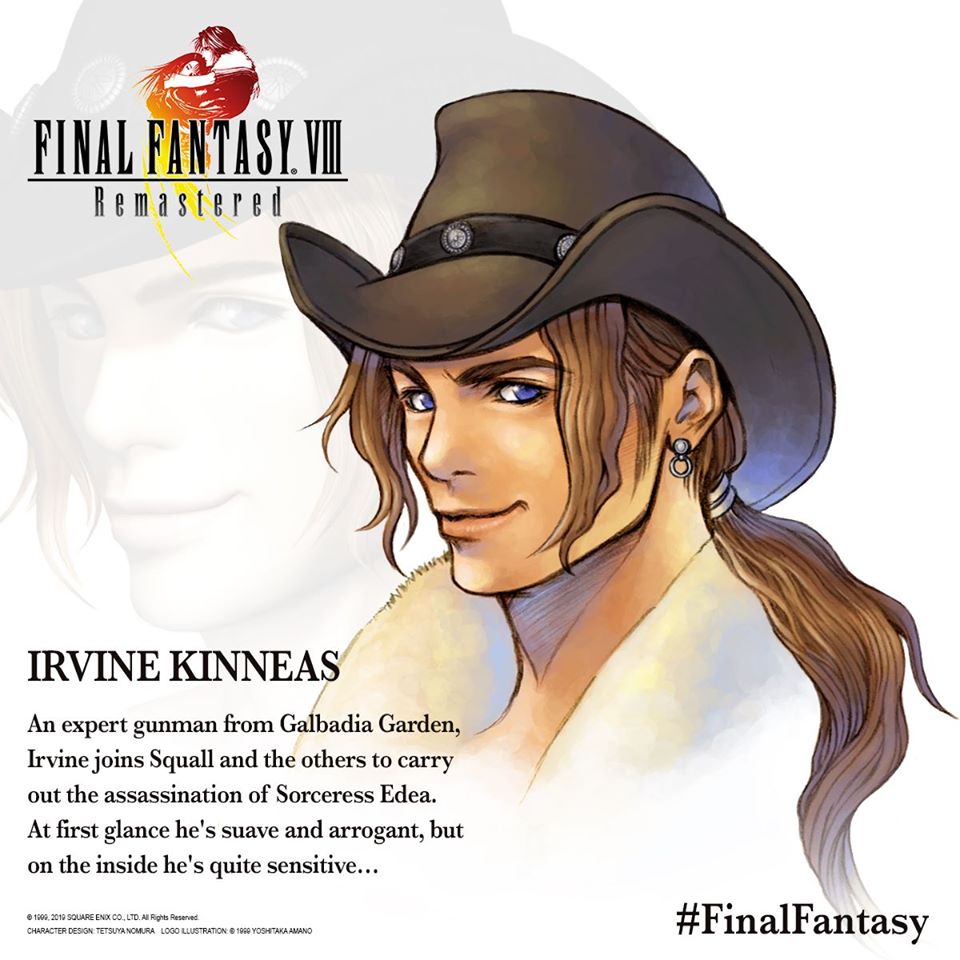 FINAL FANTASY® VIII
Remastered
IRVINE KINNEAS
An expert gunman from Galbadia Garden,
Irvine joins Squall and the others to carry
out the assassination of Sorceress Edea.
At first glance he's suave and arrogant, but
on the inside he's quite sensitive...
© 1999, 2019 SQUARE ENIX CO., LTD. All Rights Reserved.
CHARACTER DESIGN: TETSUYA NOMURA LOGO ILLUSTRATION: © 1999 YOSHITAKA AMANO
#FinalFantasy